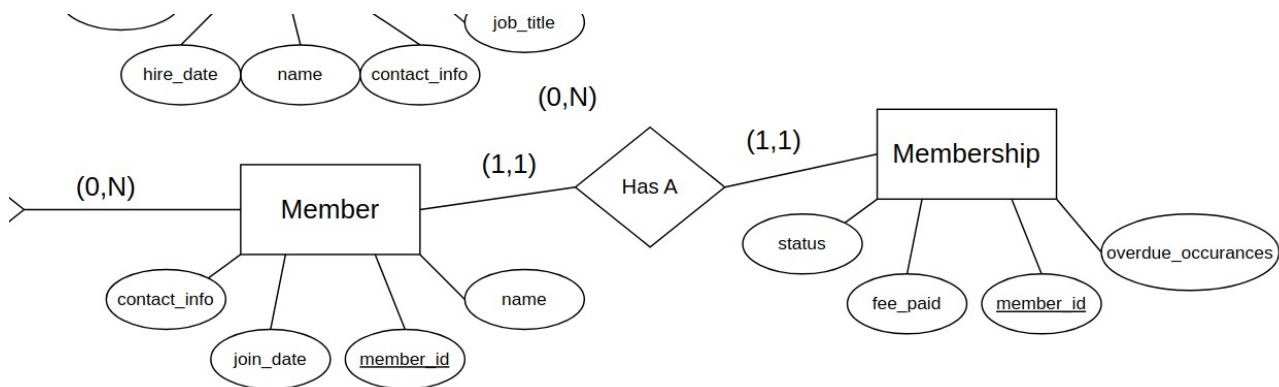 job_title
hire_date
name
contact_info
(0,N)
(1,1)
Membership
(0,N)
(1,1)
Has A
Member
status
overdue_occurances
contact_info
name
fee_paid
member_id
join_date
member_id